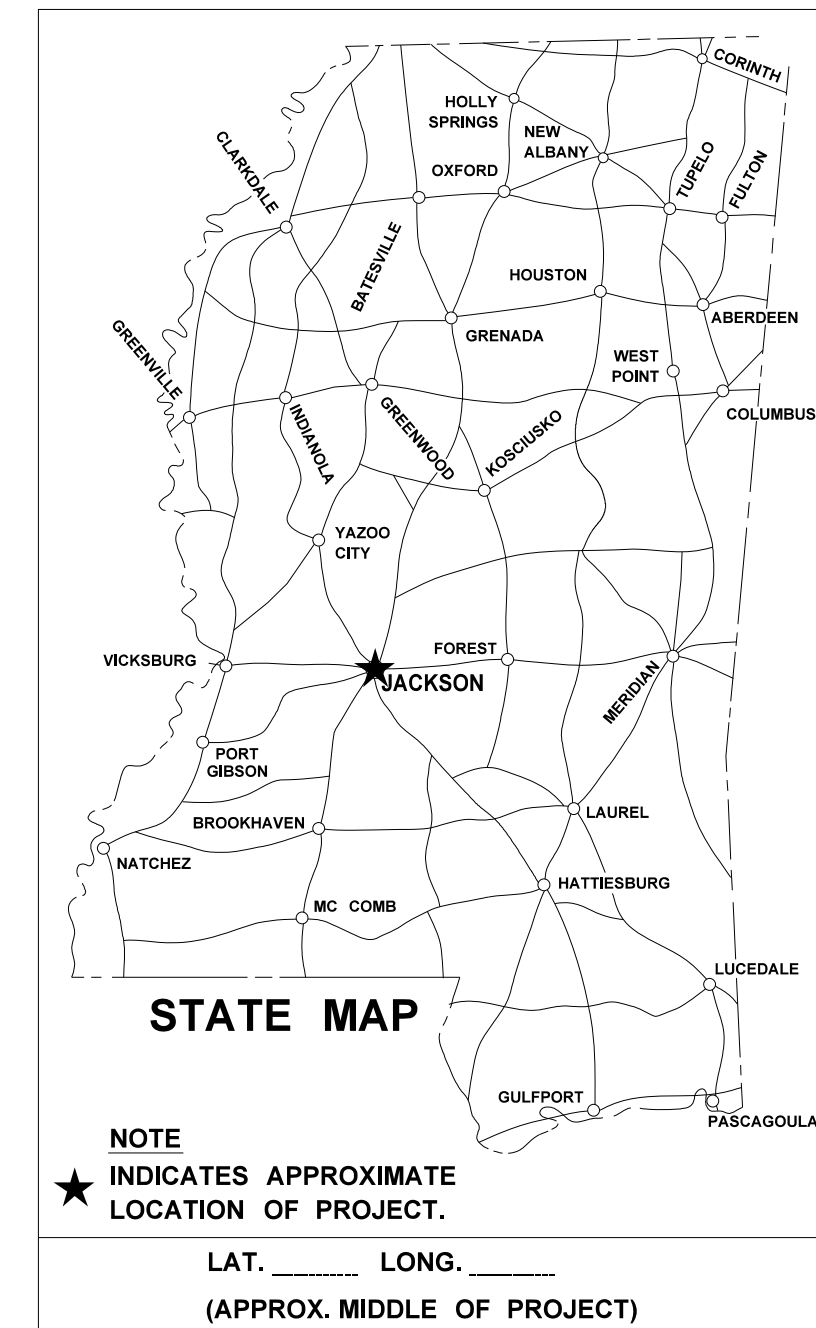 CORINTH
HOLLY
SPRINGS
NEW
ALBANY
CLARKDALE
OXFORD
TUPELO
FULTON
BATESVILLE
HOUSTON
ABERDEEN
GREENVILLE
GRENADA
WEST
POINT
INDIANOLA
GREENWOOD
KOSCIUSKO
COLUMBUS
YAZOO
CITY
VICKSBURG
FOREST
JACKSON
MERIDIAN
PORT
GIBSON
BROOKHAVEN
LAUREL
NATCHEZ
HATTIESBURG
MC COMB
LUCEDALE
STATE MAP
GULFPORT
PASCAGOULA
NOTE
INDICATES APPROXIMATE
LOCATION OF PROJECT.
LAT. ________ LONG. ________
(APPROX. MIDDLE OF PROJECT)